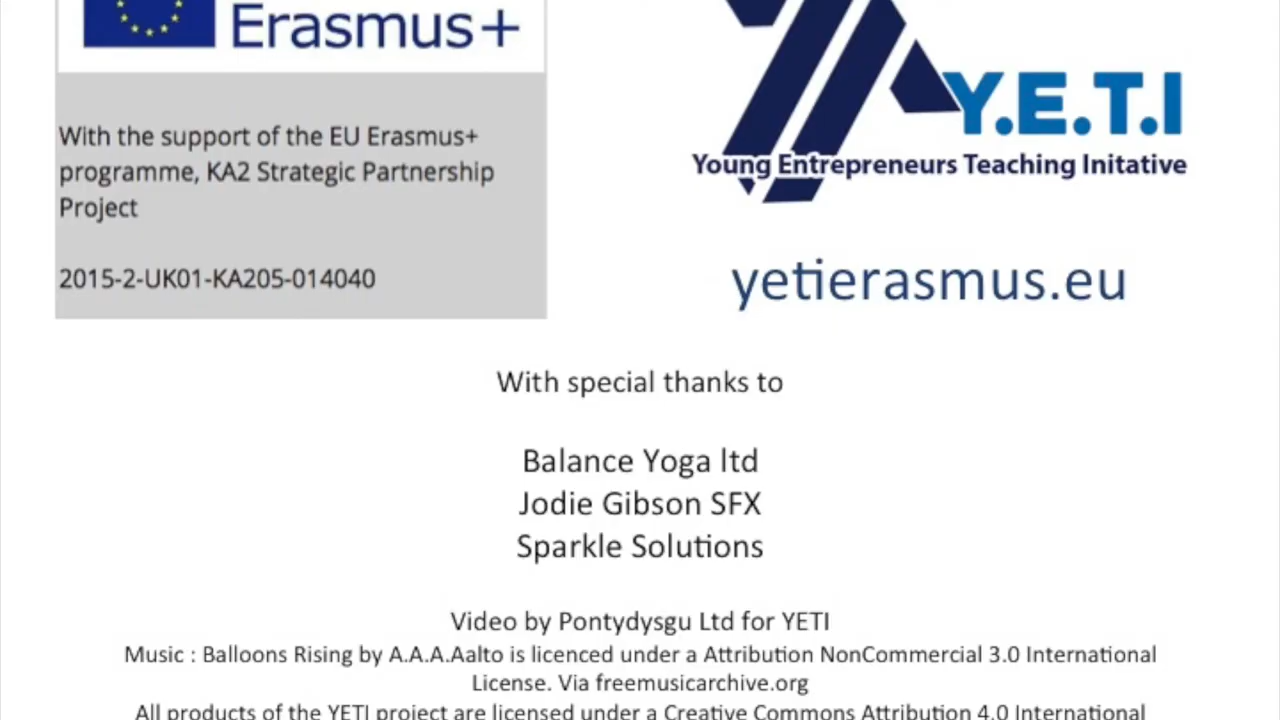 Erasmus+
With the support of the EU Erasmus+
programme, KA2 Strategic Partnership
Project
2015-2-UK01-KA205-014040
Y.E.T.I
Young Entrepreneurs Teaching Initative
yetierasmus.eu
With special thanks to
Balance Yoga ltd
Jodie Gibson SFX
Sparkle Solutions
Video by Pontydysgu Ltd for YETI
Music : Balloons Rising by A.A.A.Aalto is licenced under a Attribution NonCommercial 3.0 International
License. Via freemusicarchive.org
All products of the YETI project are licensed under a Creative Commons Attribution 4.0 International